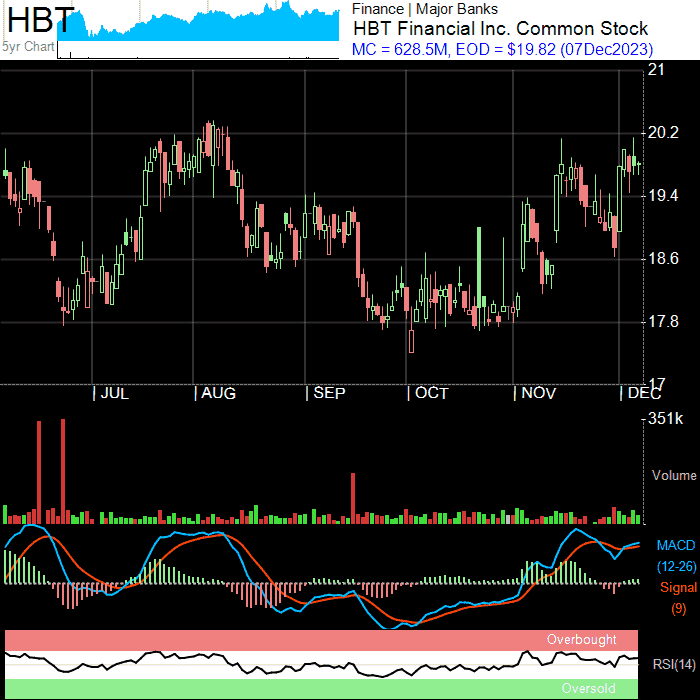 HBT
5yr Chart
Finance | Major Banks
HBT Financial Inc. Common Stock
MC = 628.5M, EOD = $19.82 (07Dec2023)
21
20.2
19.4
18.6
17.8
17
JUL AUG SEP OCT NOV DEC
351k
Volume
MACD
(12-26)
Signal
(9)
Overbought
RSI(14)
Oversold